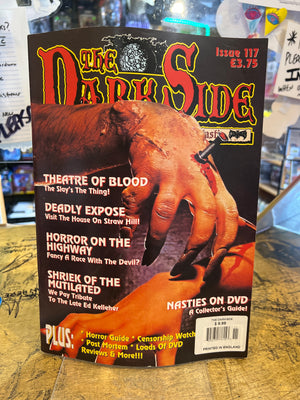 THE
DARK SIDE
Issue 117
£3.75
THEATRE OF BLOOD
The Slay's The Thing!
DEADLY EXPOSE
Visit The House On Straw Hill!
HORROR ON THE
HIGHWAY
Fancy A Race With The Devil?
SHRIEK OF THE
MUTILATED
We Pay Tribute
To The Late Ed Kelleher
NASTIES ON DVD
A Collector's Guide!
PLUS:
Horror Guide • Censorship Watch
Post Mortem • Loads Of DVD
Reviews & More!!!
$ 9.99
PRINTED IN ENGLAND